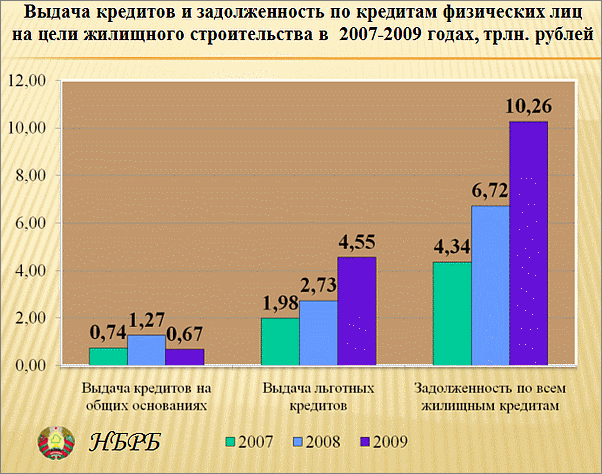 Выдача кредитов и задолженность по кредитам физических лиц
на цели жилищного строительства в 2007-2009 годах, трлн. рублей
12,00
10,00
8,00
6,00
4,00
2,00
0,00
0,74
1,27
0,67
1,98
2,73
4,55
4,34
6,72
10,26
Выдача кредитов на
общих основаниях
Выдача льготных
кредитов
Задолженность по всем
жилищным кредитам
НБРБ
2007
2008
2009